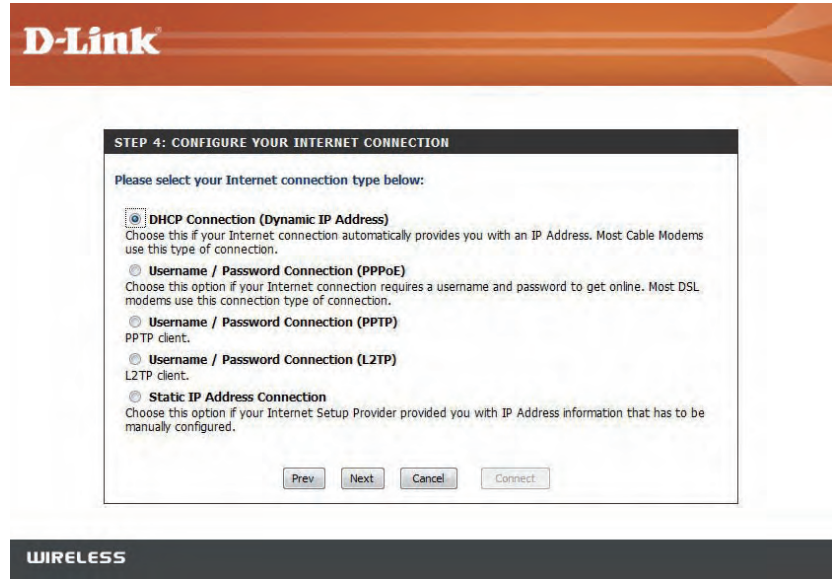 D-Link
STEP 4: CONFIGURE YOUR INTERNET CONNECTION
Please select your Internet connection type below:
DHCP Connection (Dynamic IP Address)
Choose this if your Internet connection automatically provides you with an IP Address. Most Cable Modems
use this type of connection.
Username / Password Connection (PPPoE)
Choose this option if your Internet connection requires a username and password to get online. Most DSL
modems use this connection type of connection.
Username / Password Connection (PPTP)
PPTP client.
Username / Password Connection (L2TP)
L2TP client.
Static IP Address Connection
Choose this option if your Internet Setup Provider provided you with IP Address information that has to be
manually configured.
Prev Next Cancel Connect
WIRELESS